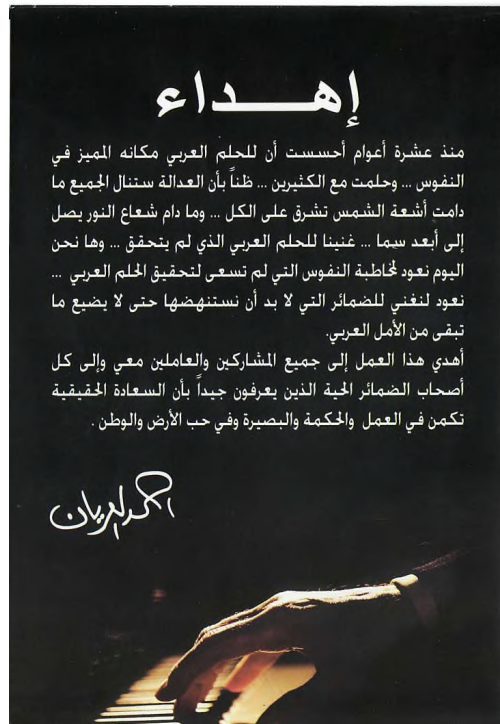 إهــــداء
منذ عشرة أعوام أحسست أن للحلم العربي مكانه المميز في
النفوس ... وحلمت مع الكثيرين ... ظناً بأن العدالة ستنال الجميع ما
دامت أشعة الشمس تشرق على الكل ... وما دام شعاع النور يصل
إلى أبعد سما ... غنينا للحلم العربي الذي لم يتحقق ... وها نحن
اليوم نعود لمخاطبة النفوس التي لم تسعى لتحقيق الحلم العربي ...
نعود لنغني للضمائر التي لا بد أن نستنهضها حتى لا يضيع ما
تبقى من الأمل العربي.
أهدي هذا العمل إلى جميع المشاركين والعاملين معي وإلى كل
أصحاب الضمائر الحية الذين يعرفون جيداً بأن السعادة الحقيقية
تكمن في العمل والحكمة والبصيرة وفي حب الأرض والوطن .
احمد العريان